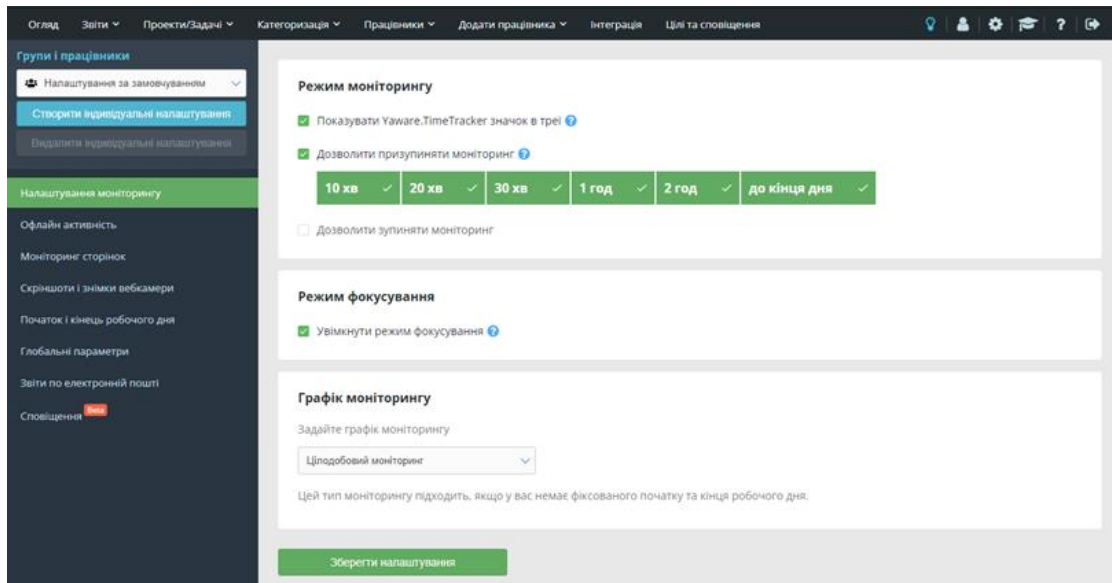 Огляд Звіти Проекти/Задачі Категоризація Працівники Додати працівника Інтеграція Цілі та сповіщення
Групи і працівники
Налаштування за замовчуванням
Створити індивідуальні налаштування
Видалити індивідуальні налаштування
Налаштування моніторингу
Офлайн активність
Моніторинг сторінок
Скріншоти і знімки вебкамери
Початок і кінець робочого дня
Глобальні параметри
Звіти по електронній пошті
Сповіщення Beta
Режим моніторингу
Показувати Yaware.TimeTracker значок в треї
Дозволити призупиняти моніторинг
10 хв 20 хв 30 хв 1 год 2 год до кінця дня
Дозволити зупиняти моніторинг
Режим фокусування
Увімкнути режим фокусування
Графік моніторингу
Задайте графік моніторингу
Цілодобовий моніторинг
Цей тип моніторингу підходить, якщо у вас немає фіксованого початку та кінця робочого дня.
Зберегти налаштування